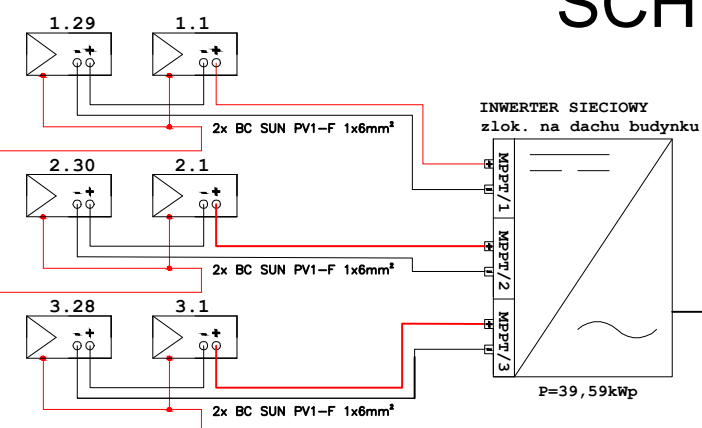 SCH
1.29 1.1
- + - +
2x BC SUN PV1-F 1x6mm²
INWERTER SIECIOWY
zlok. na dachu budynku
+ MPPT/1
-
2.30 2.1
- + - +
2x BC SUN PV1-F 1x6mm²
+ MPPT/2
-
3.28 3.1
- + - +
2x BC SUN PV1-F 1x6mm²
+ MPPT/3
-
P=39,59kWp